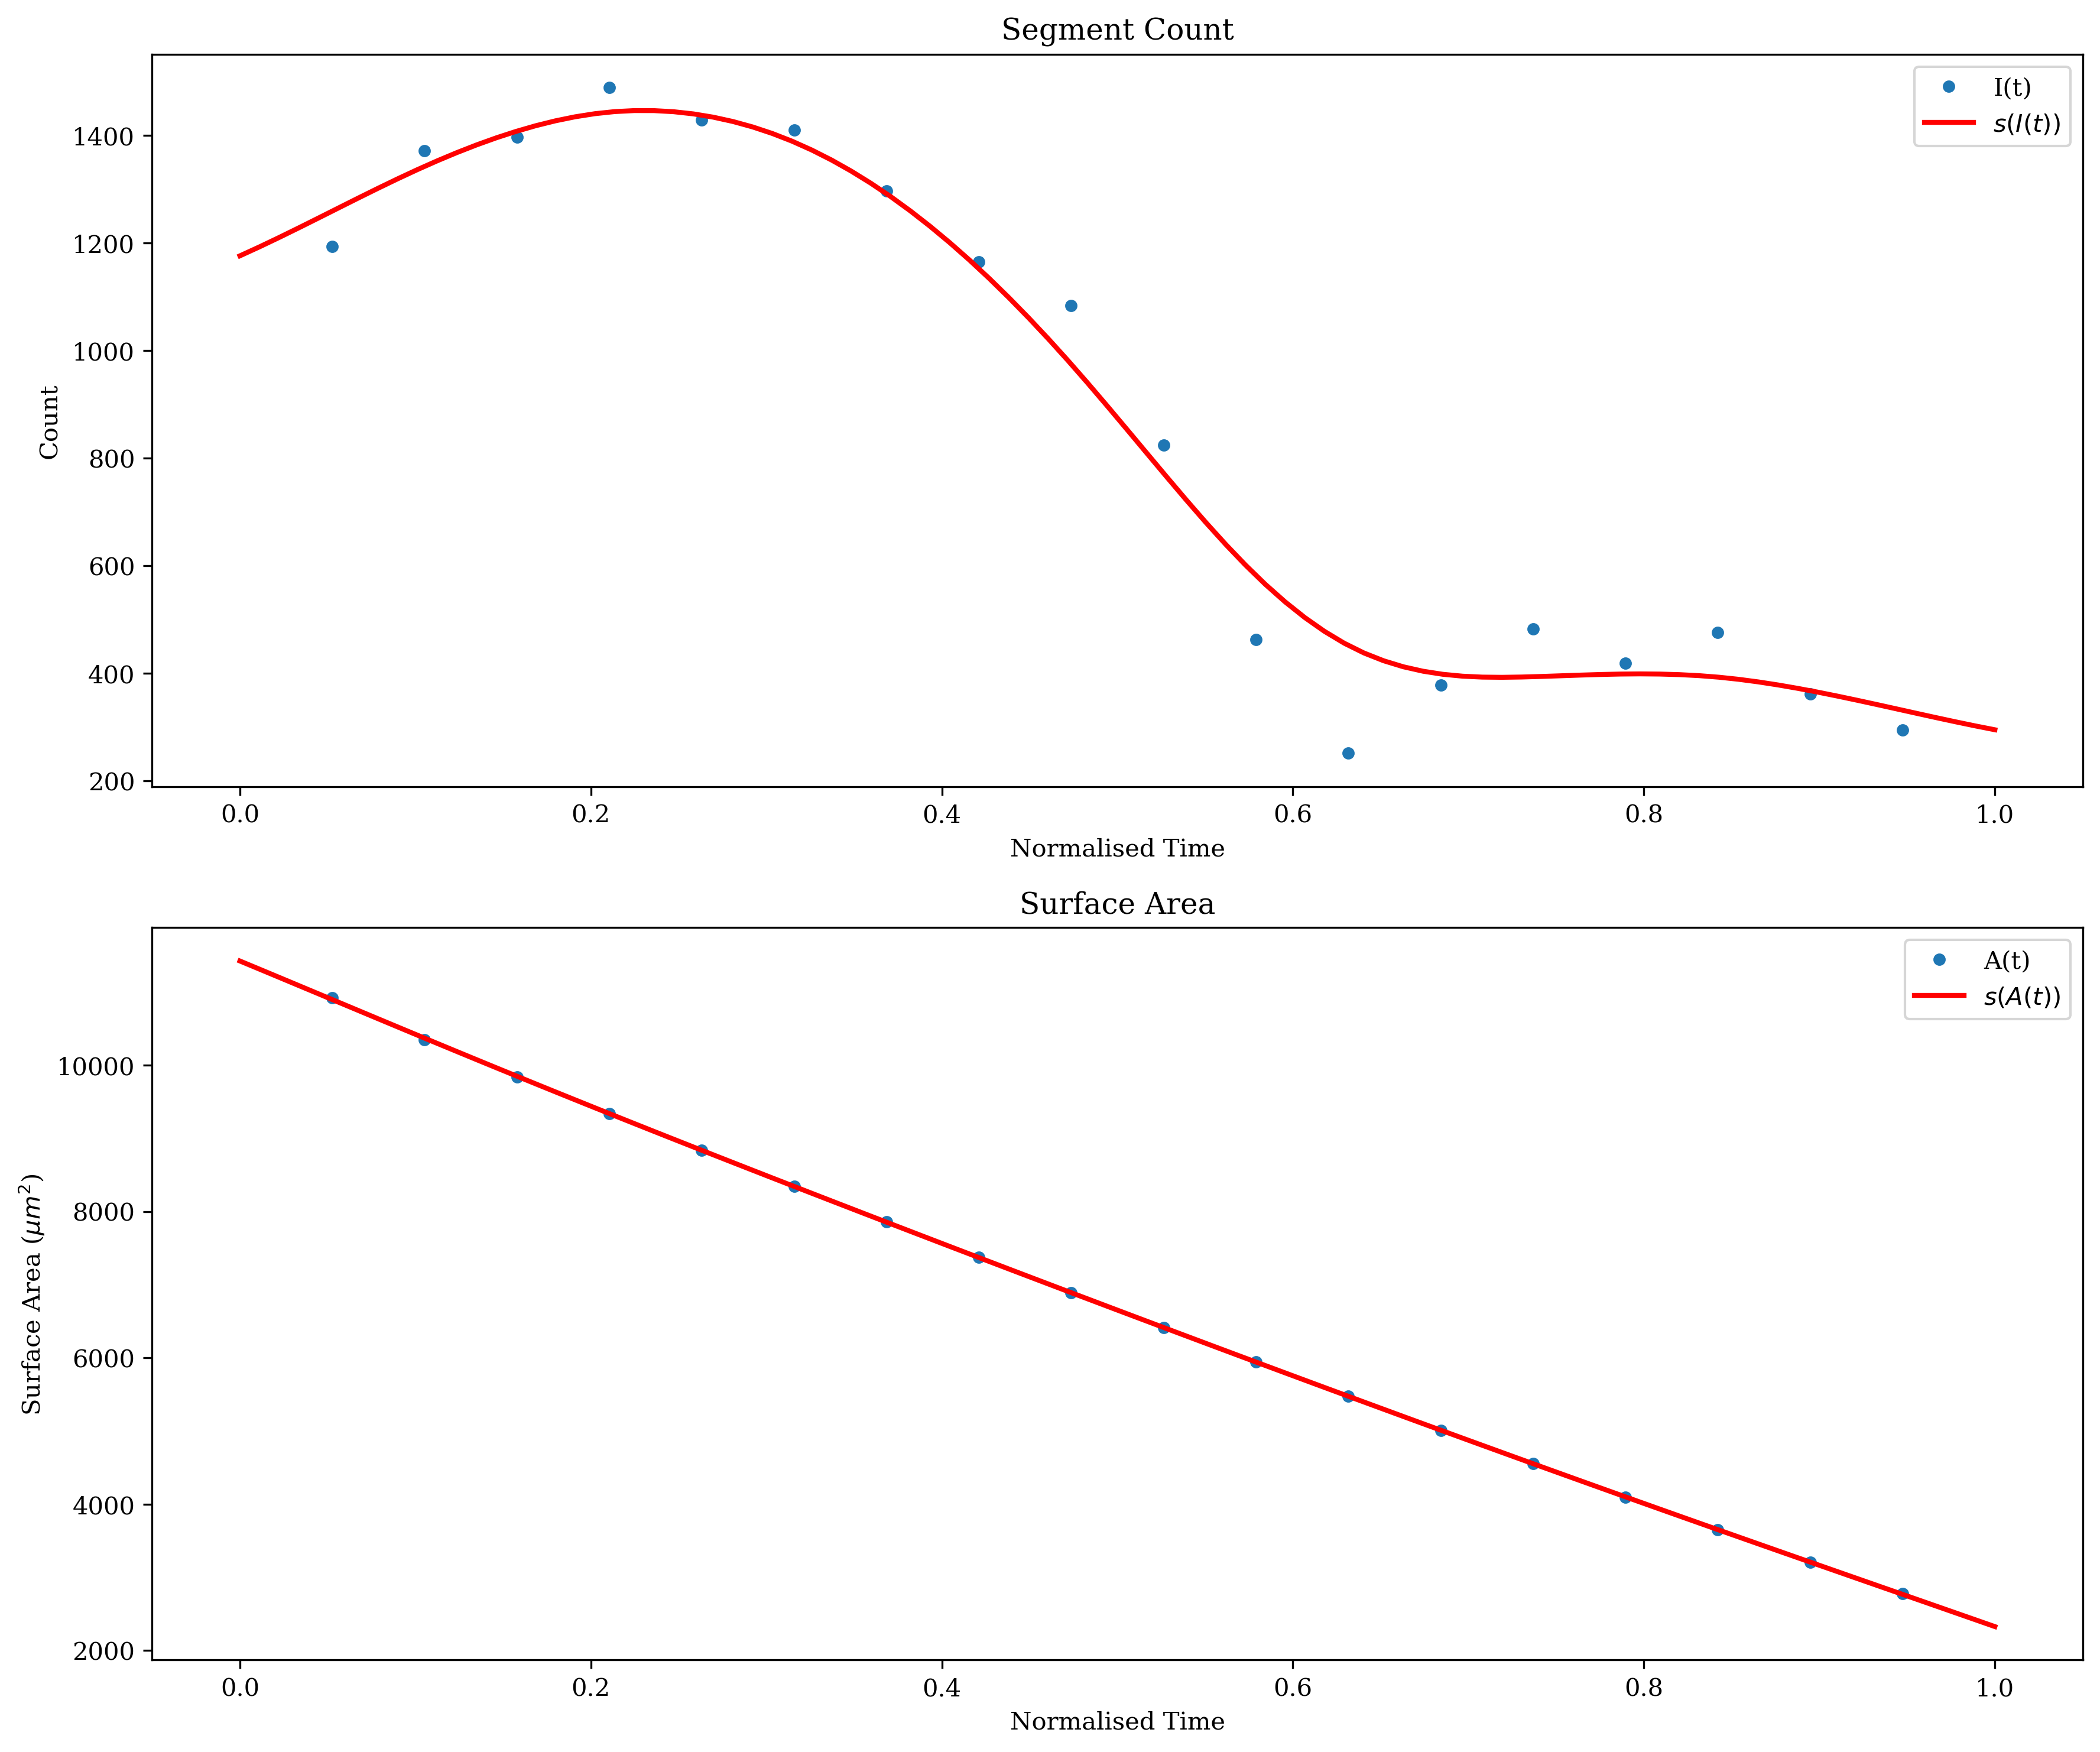 Segment Count
I(t)
s(I(t))
1400
1200
1000
800
600
400
200
Count
0.0 0.2 0.4 0.6 0.8 1.0
Normalised Time
Surface Area
A(t)
s(A(t))
10000
8000
6000
4000
2000
Surface Area (μm²)
0.0 0.2 0.4 0.6 0.8 1.0
Normalised Time